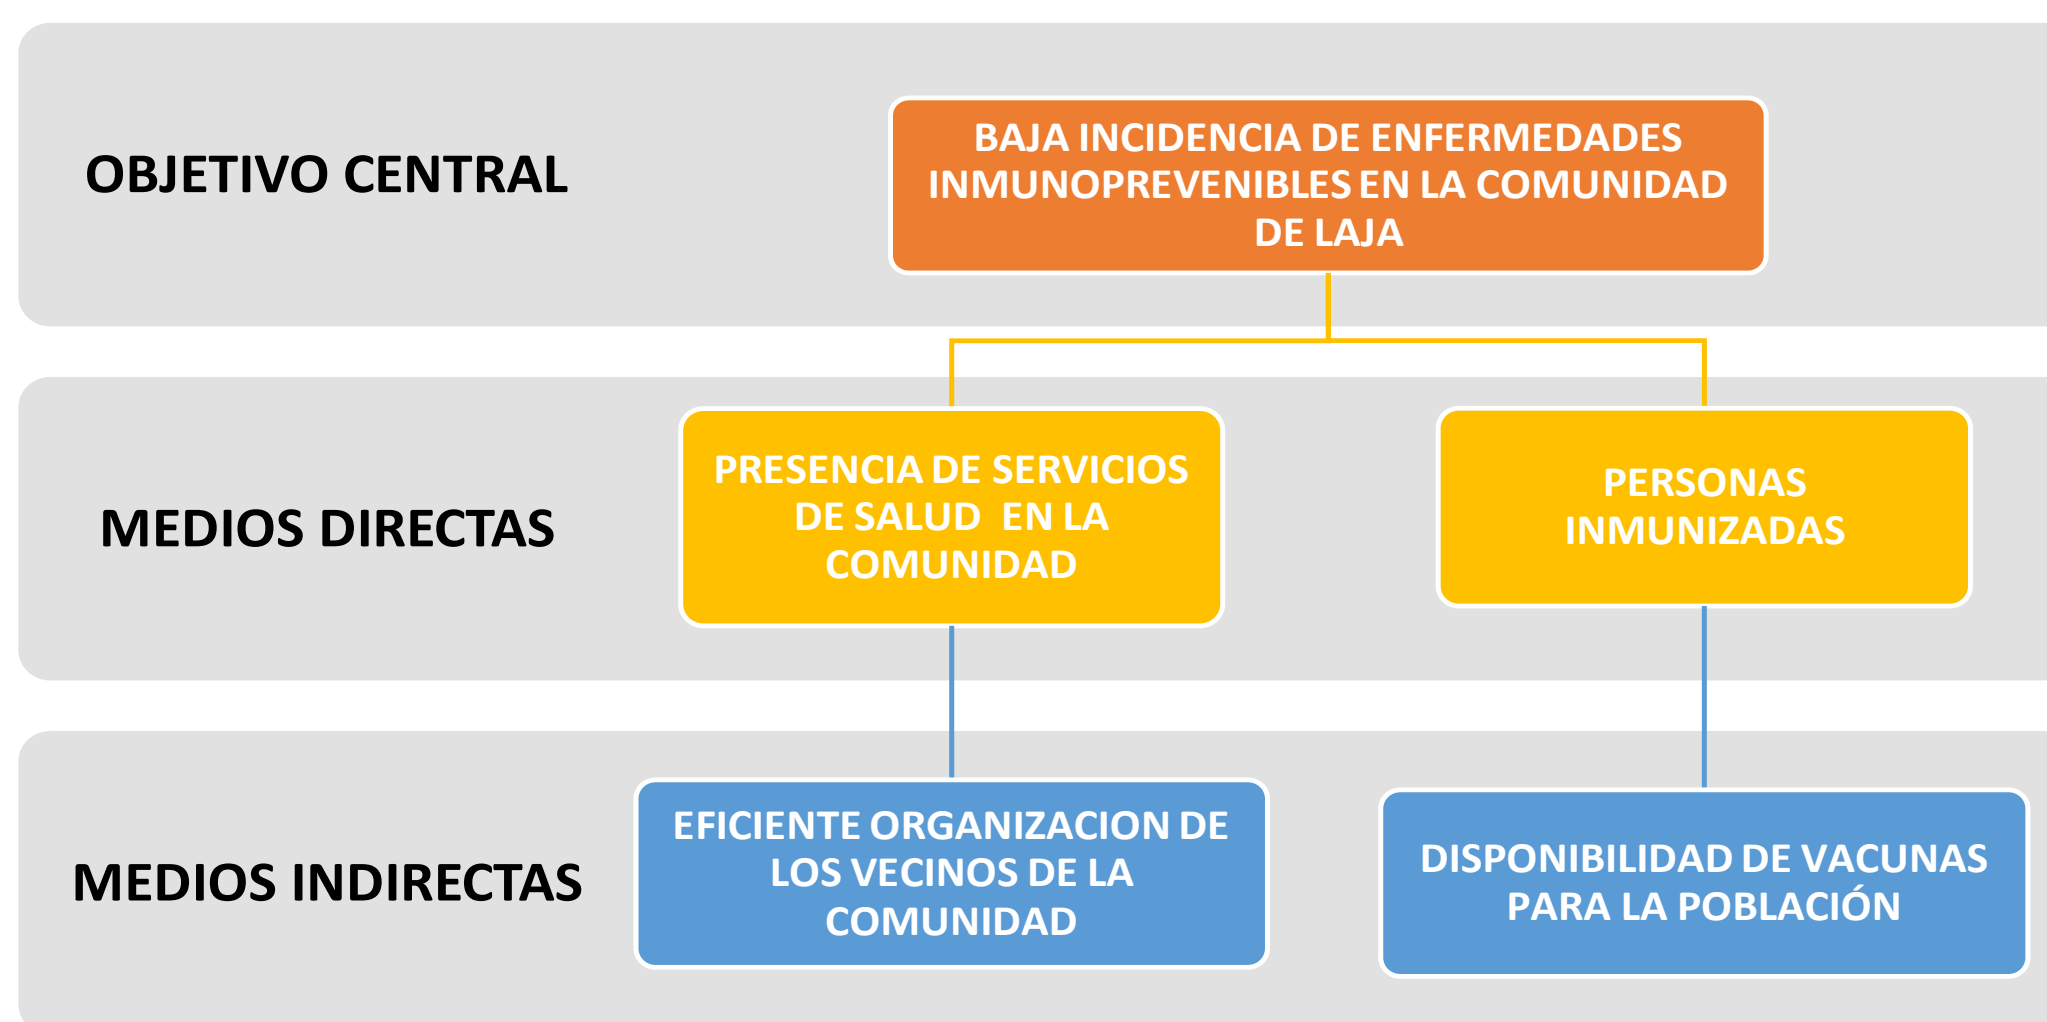 OBJETIVO CENTRAL
BAJA INCIDENCIA DE ENFERMEDADES
INMUNOPREVENIBLES EN LA COMUNIDAD
DE LAJA
MEDIOS DIRECTAS
PRESENCIA DE SERVICIOS
DE SALUD EN LA
COMUNIDAD
PERSONAS
INMUNIZADAS
MEDIOS INDIRECTAS
EFICIENTE ORGANIZACION DE
LOS VECINOS DE LA
COMUNIDAD
DISPONIBILIDAD DE VACUNAS
PARA LA POBLACIÓN